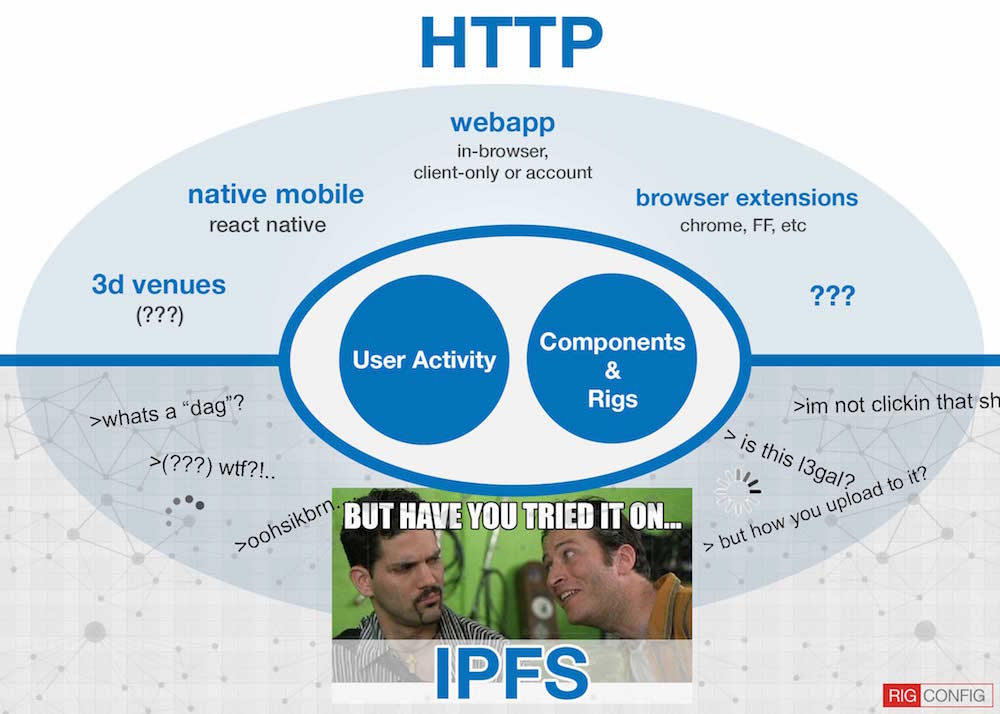 HTTP
webapp
in-browser,
client-only or account
native mobile
react native
browser extensions
chrome, FF, etc
3d venues
(???)
???
User Activity
Components
&
Rigs
>whats a “dag”?
>(???) wtf?!..
>oohsikbrn..
>im not clickin that sh
> is this l3gal?
> but how you upload to it?
BUT HAVE YOU TRIED IT ON...
IPFS
RIG CONFIG